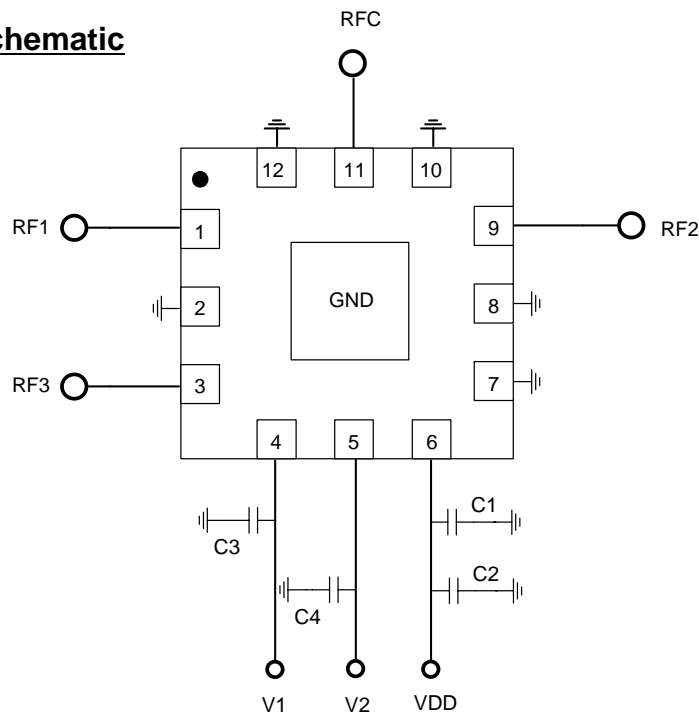 chematic
RFC
12
11
10
RF1
1
9
RF2
GND
2
8
RF3
3
7
4
5
6
C1
C3
C2
C4
V1
V2
VDD